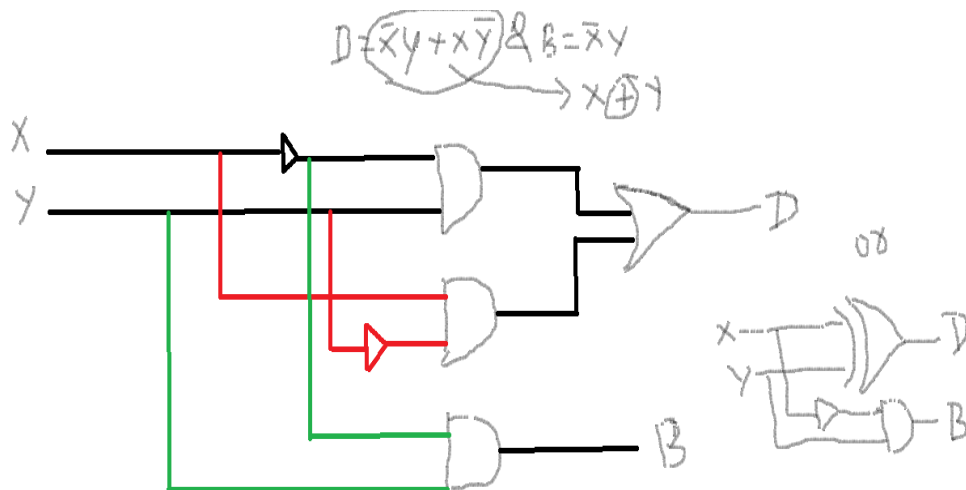 D = x̄y + xȳ & B = x̄y
x ⊕ y
X
Y
D
or
X
D
Y
B
B